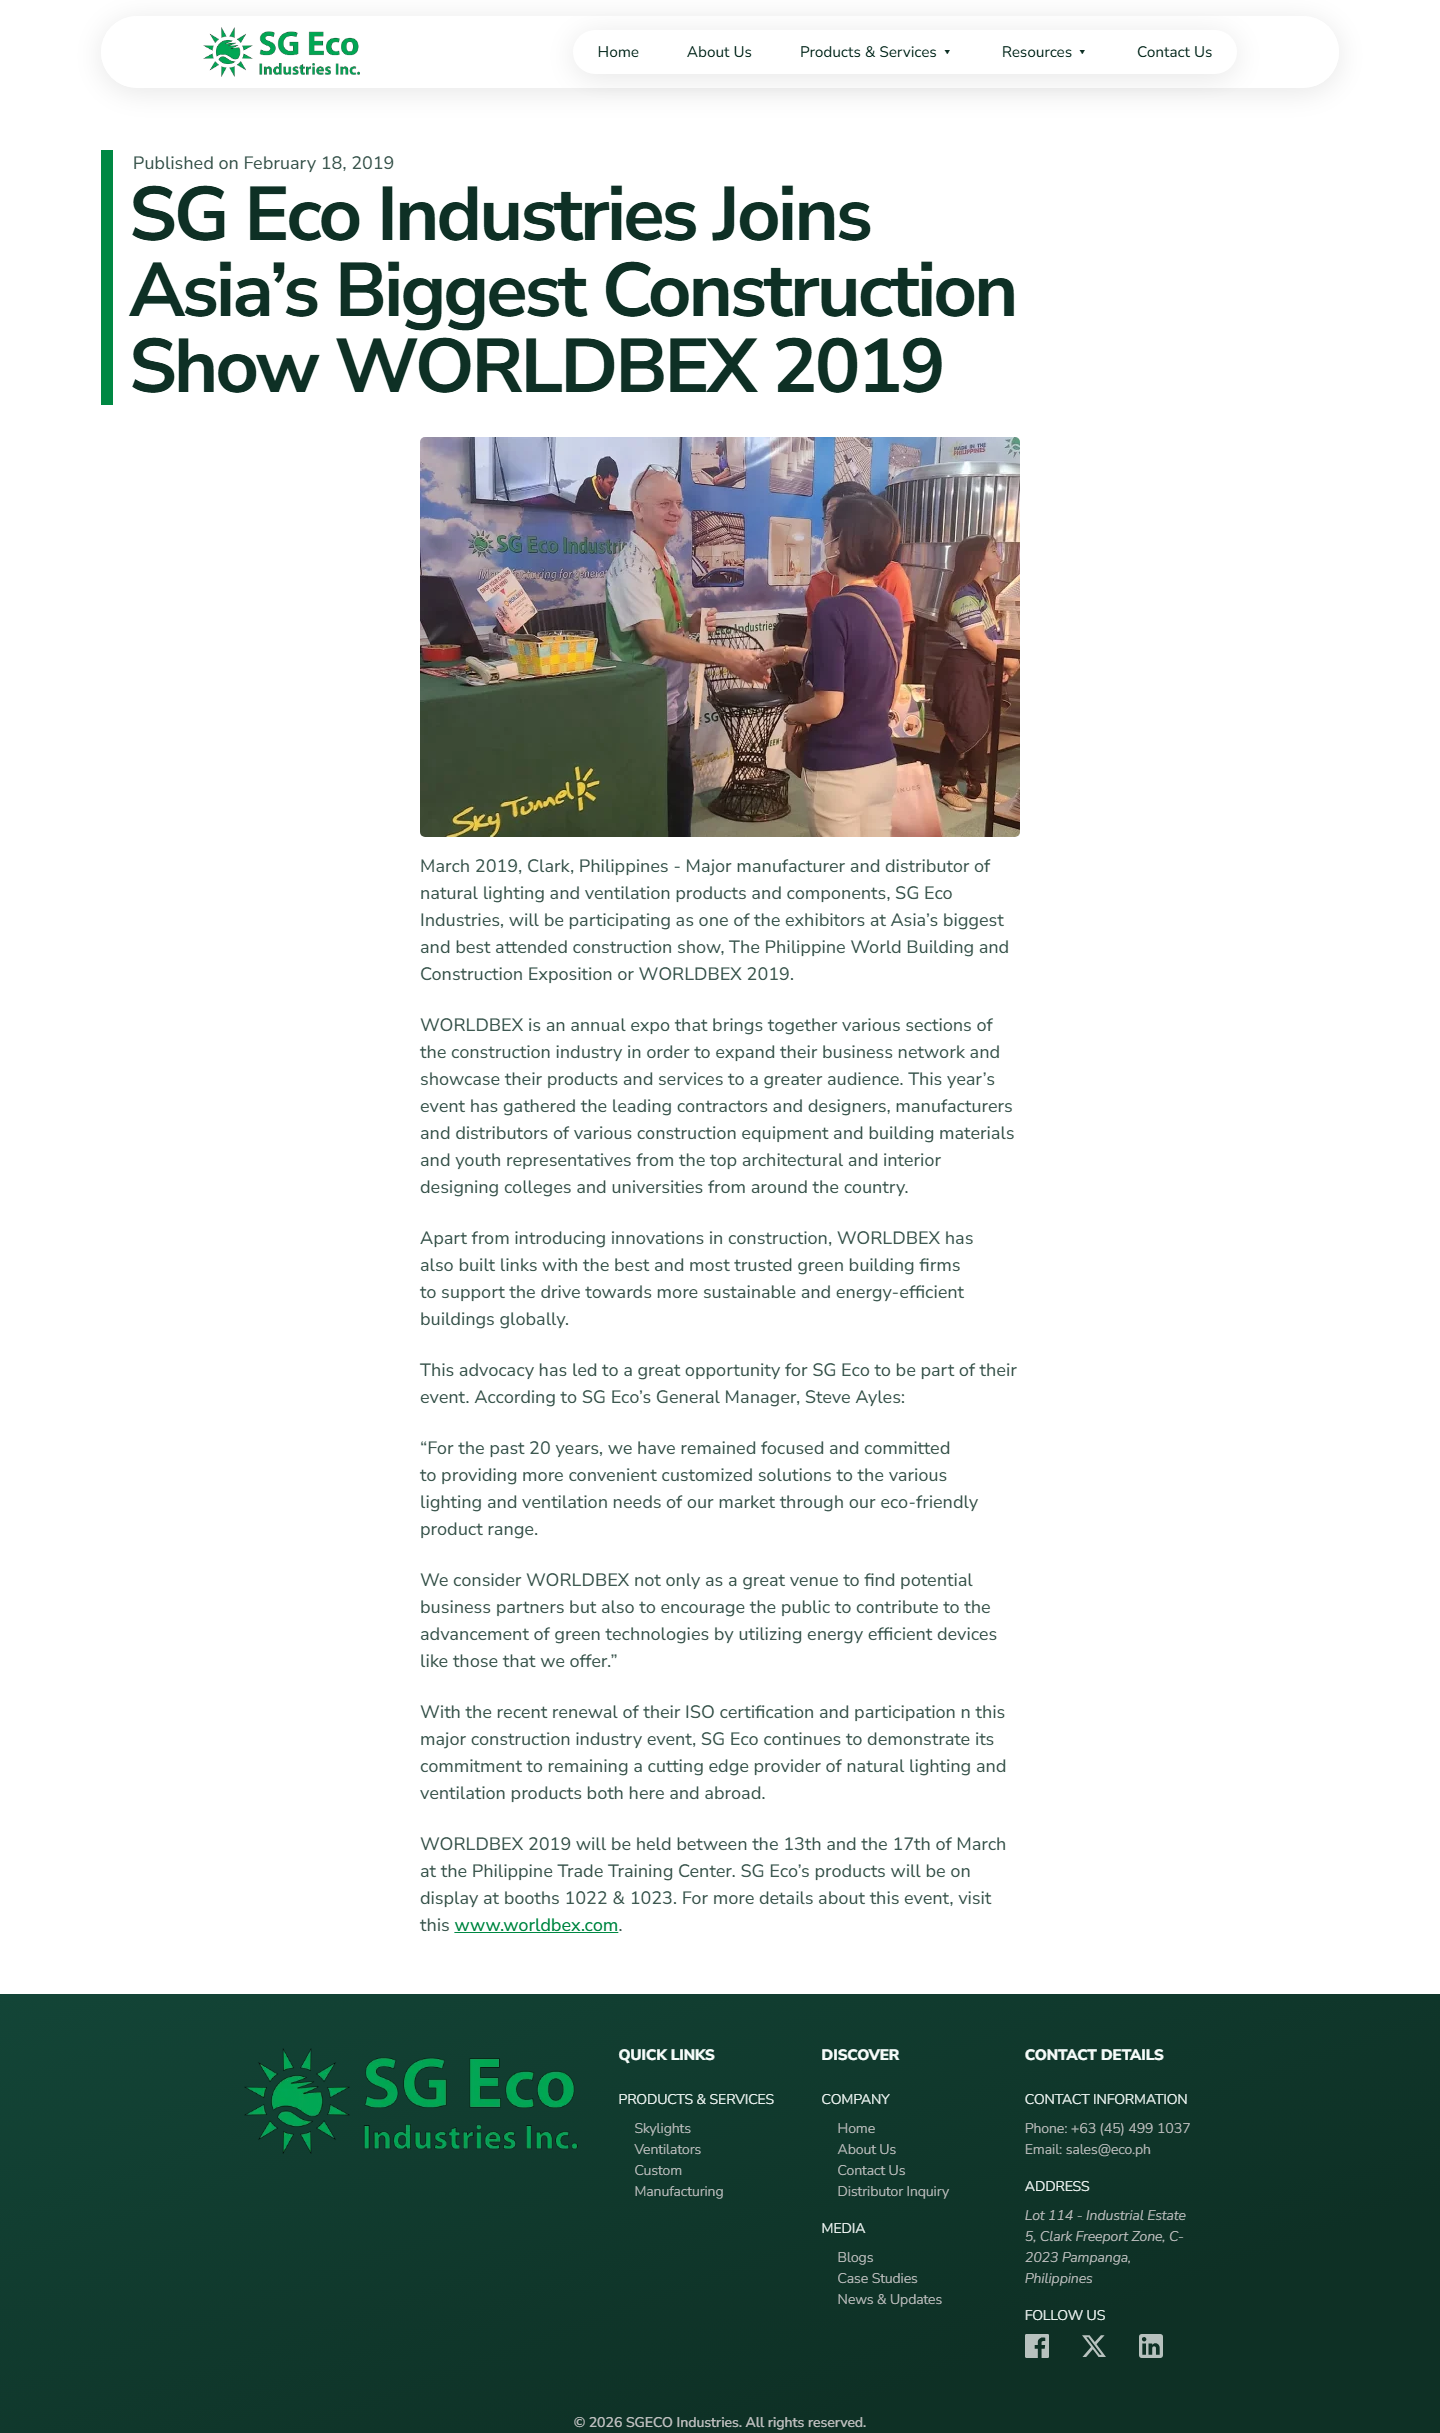 SG Eco
Industries Inc.
Home
About Us
Products & Services
Resources
Contact Us
Published on February 18, 2019
SG Eco Industries Joins
Asia’s Biggest Construction
Show WORLDBEX 2019
MADE IN THE
PHILIPPINES
SG Eco Industri
Eco Industries
Sky Tunnel
March 2019, Clark, Philippines - Major manufacturer and distributor of
natural lighting and ventilation products and components, SG Eco
Industries, will be participating as one of the exhibitors at Asia’s biggest
and best attended construction show, The Philippine World Building and
Construction Exposition or WORLDBEX 2019.
WORLDBEX is an annual expo that brings together various sections of
the construction industry in order to expand their business network and
showcase their products and services to a greater audience. This year’s
event has gathered the leading contractors and designers, manufacturers
and distributors of various construction equipment and building materials
and youth representatives from the top architectural and interior
designing colleges and universities from around the country.
Apart from introducing innovations in construction, WORLDBEX has
also built links with the best and most trusted green building firms
to support the drive towards more sustainable and energy-efficient
buildings globally.
This advocacy has led to a great opportunity for SG Eco to be part of their
event. According to SG Eco’s General Manager, Steve Ayles:
“For the past 20 years, we have remained focused and committed
to providing more convenient customized solutions to the various
lighting and ventilation needs of our market through our eco-friendly
product range.
We consider WORLDBEX not only as a great venue to find potential
business partners but also to encourage the public to contribute to the
advancement of green technologies by utilizing energy efficient devices
like those that we offer.”
With the recent renewal of their ISO certification and participation n this
major construction industry event, SG Eco continues to demonstrate its
commitment to remaining a cutting edge provider of natural lighting and
ventilation products both here and abroad.
WORLDBEX 2019 will be held between the 13th and the 17th of March
at the Philippine Trade Training Center. SG Eco’s products will be on
display at booths 1022 & 1023. For more details about this event, visit
this www.worldbex.com.
SG Eco
Industries Inc.
QUICK LINKS
PRODUCTS & SERVICES
Skylights
Ventilators
Custom
Manufacturing
DISCOVER
COMPANY
Home
About Us
Contact Us
Distributor Inquiry
MEDIA
Blogs
Case Studies
News & Updates
CONTACT DETAILS
CONTACT INFORMATION
Phone: +63 (45) 499 1037
Email: sales@eco.ph
ADDRESS
Lot 114 - Industrial Estate
5, Clark Freeport Zone, C-
2023 Pampanga,
Philippines
FOLLOW US
© 2026 SGECO Industries. All rights reserved.